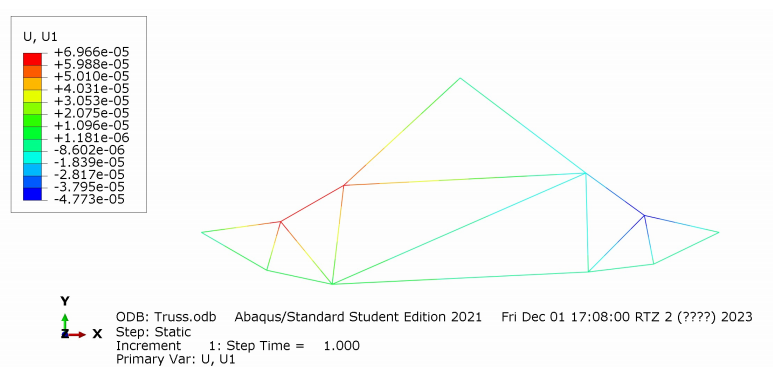 U, U1
+6.966e-05
+5.988e-05
+5.010e-05
+4.031e-05
+3.053e-05
+2.075e-05
+1.096e-05
+1.181e-06
-8.602e-06
-1.839e-05
-2.817e-05
-3.795e-05
-4.773e-05
Y
Z X
ODB: Truss.odb Abaqus/Standard Student Edition 2021 Fri Dec 01 17:08:00 RTZ 2 (????) 2023
Step: Static
Increment 1: Step Time = 1.000
Primary Var: U, U1